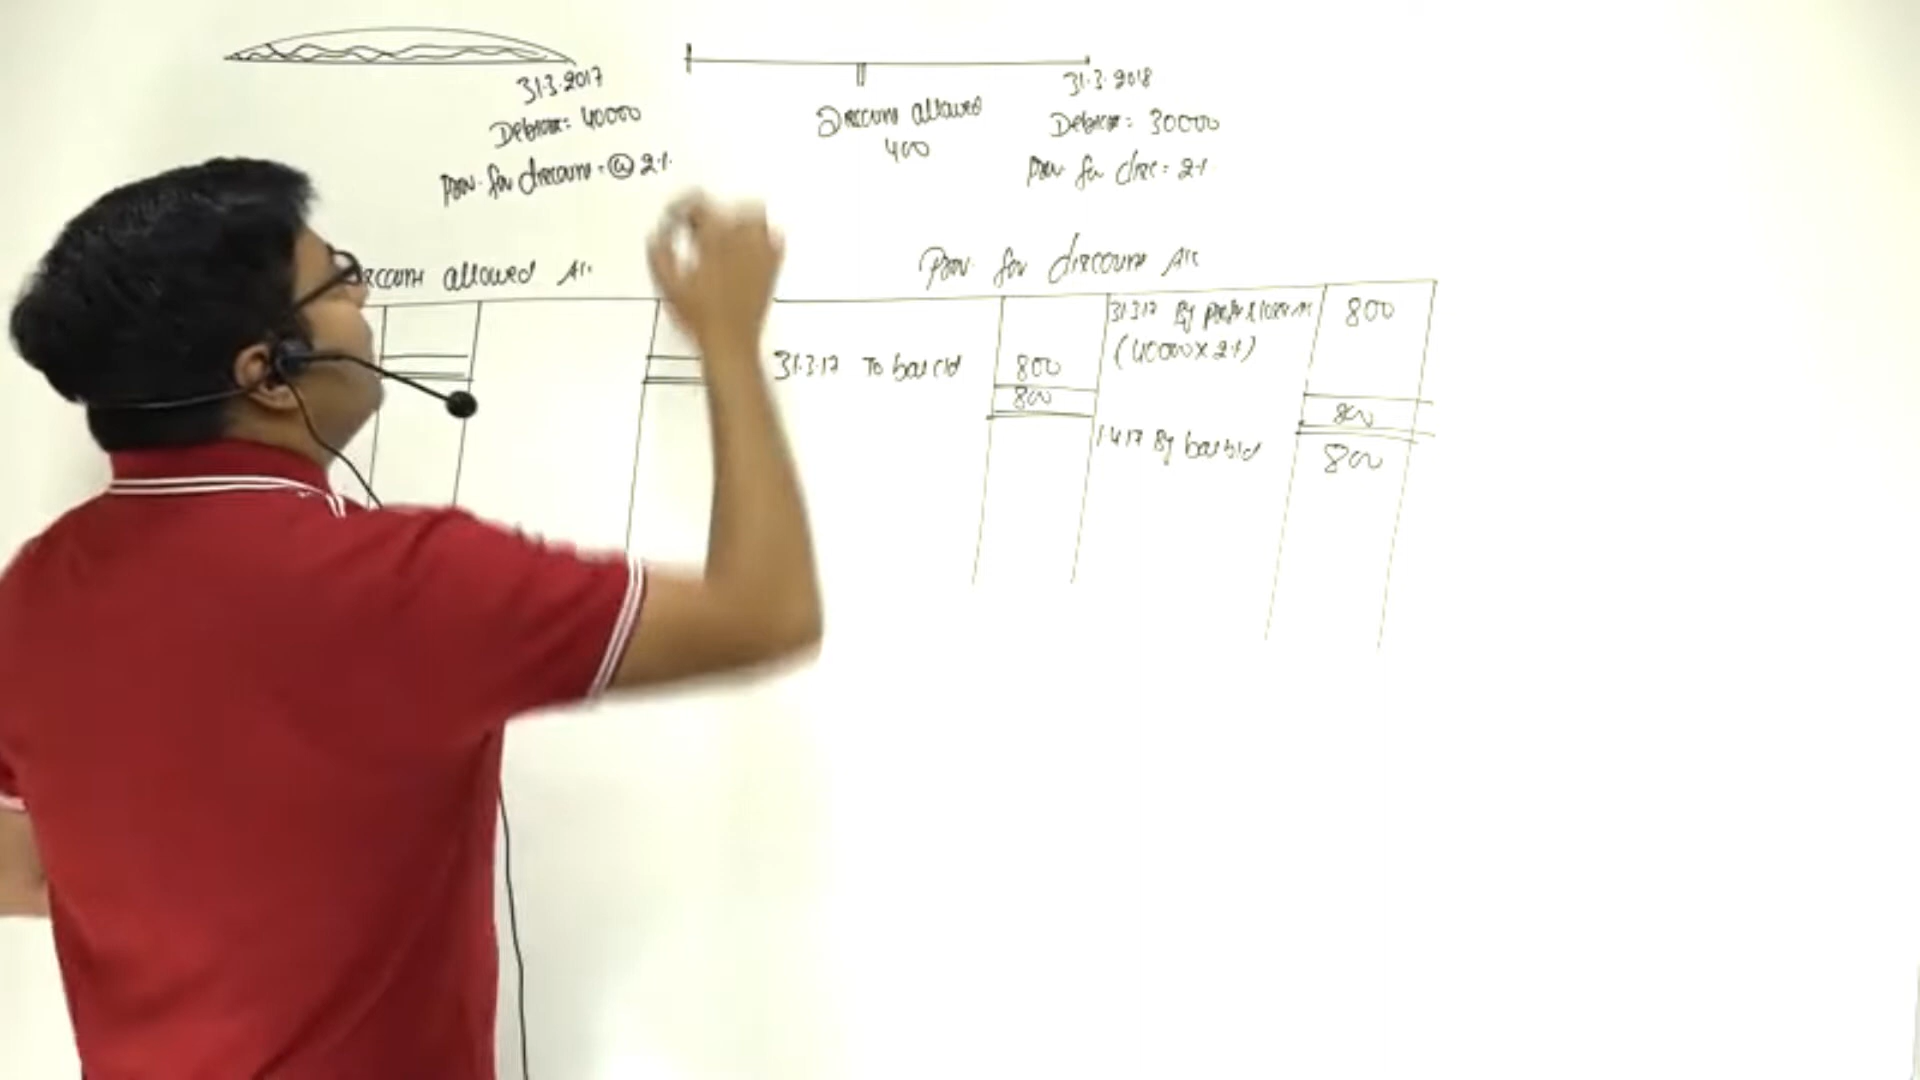 31.3.2017
Debtors = 40000
Prov. for discount = @ 2%
Discount allowed
400
31.3.2018
Debtors = 30000
Prov for disc = 2%
allowed A/c
Prov. for discount A/c
31.3.17 By 800
(40000 x 2%)
31.3.17 To bal c/d 800
800
800
1.4.17 By bal b/d 800